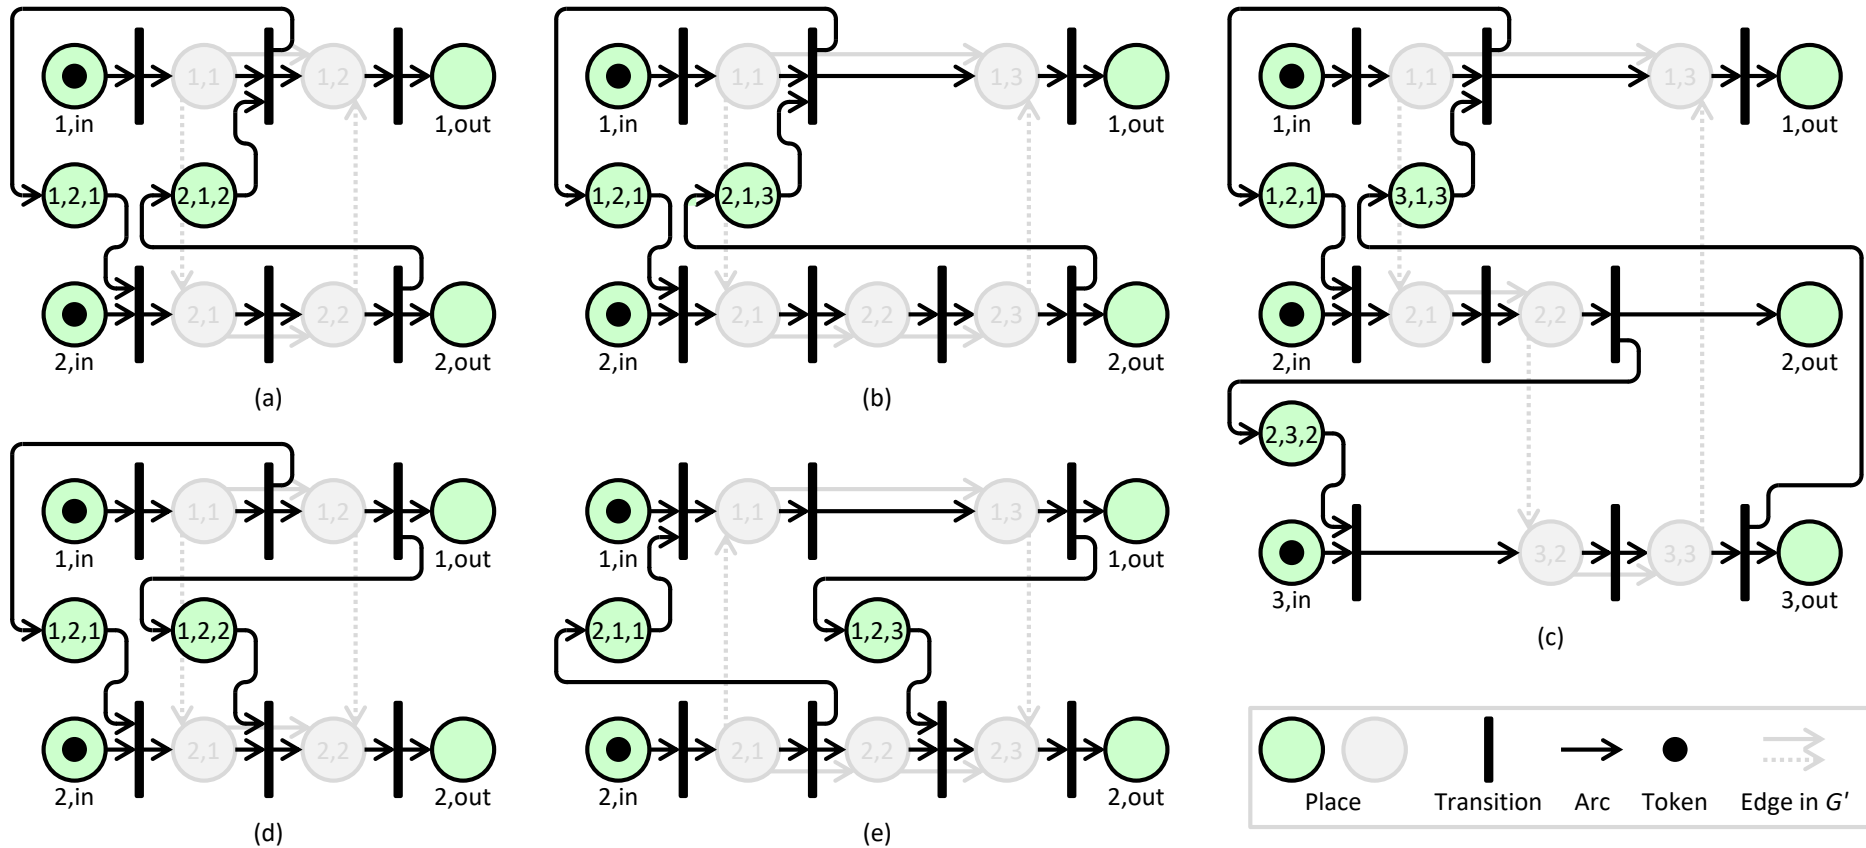 1,1 1,2
1,in 1,out
1,2,1 2,1,2
2,1 2,2
2,in 2,out
(a)
1,1 1,3
1,in 1,out
1,2,1 2,1,3
2,1 2,2 2,3
2,in 2,out
(b)
1,1 1,3
1,in 1,out
1,2,1 3,1,3
2,1 2,2
2,in 2,out
2,3,2
3,2 3,3
3,in 3,out
(c)
1,1 1,2
1,in 1,out
1,2,1 1,2,2
2,1 2,2
2,in 2,out
(d)
1,1 1,3
1,in 1,out
2,1,1 1,2,3
2,1 2,2 2,3
2,in 2,out
(e)
Place Transition Arc Token Edge in G'